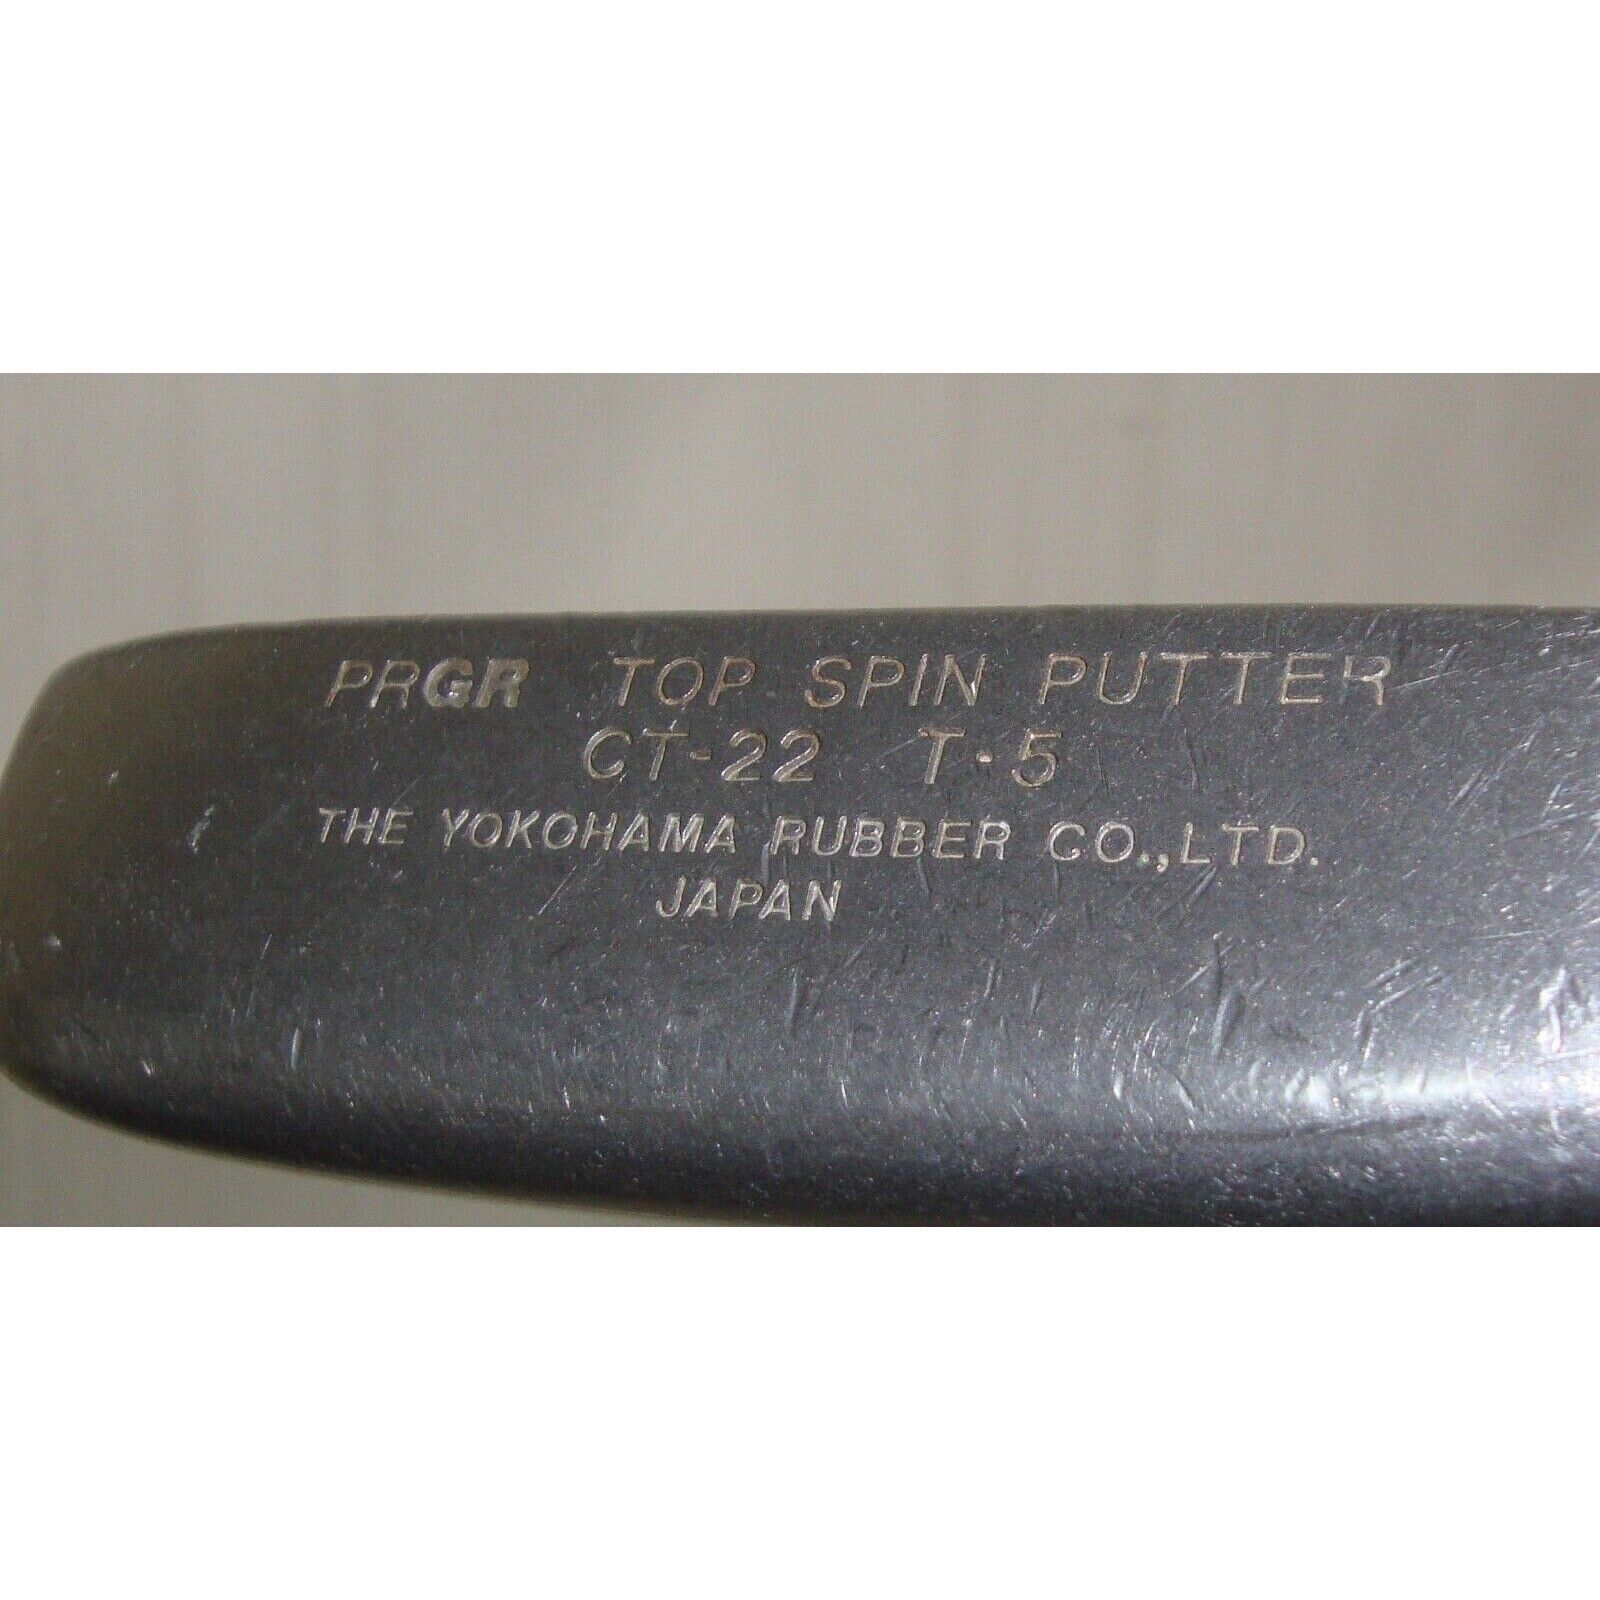 PRGR TOP SPIN PUTTER
CT-22 T·5
THE YOKOHAMA RUBBER CO.,LTD.
JAPAN